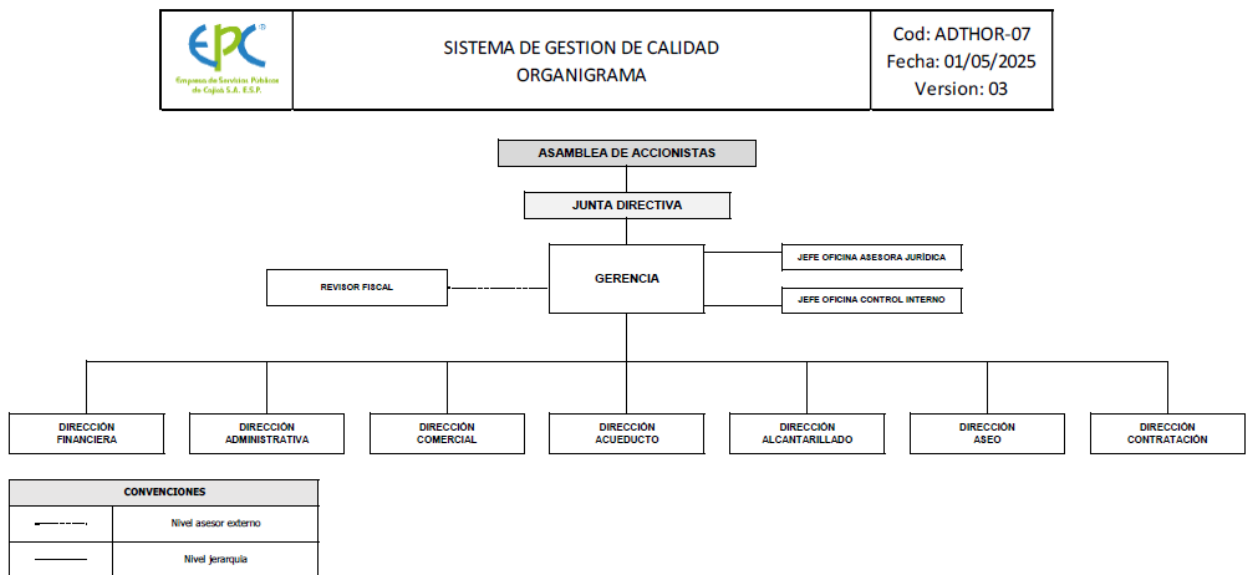 EPC®
Empresa de Servicios Públicos
de Cajicá S.A. E.S.P.
SISTEMA DE GESTION DE CALIDAD
ORGANIGRAMA
Cod: ADTHOR-07
Fecha: 01/05/2025
Version: 03
ASAMBLEA DE ACCIONISTAS
JUNTA DIRECTIVA
GERENCIA
JEFE OFICINA ASESORA JURÍDICA
REVISOR FISCAL
JEFE OFICINA CONTROL INTERNO
DIRECCIÓN
FINANCIERA
DIRECCIÓN
ADMINISTRATIVA
DIRECCIÓN
COMERCIAL
DIRECCIÓN
ACUEDUCTO
DIRECCIÓN
ALCANTARILLADO
DIRECCIÓN
ASEO
DIRECCIÓN
CONTRATACIÓN
CONVENCIONES
Nivel asesor externo
Nivel jerarquia